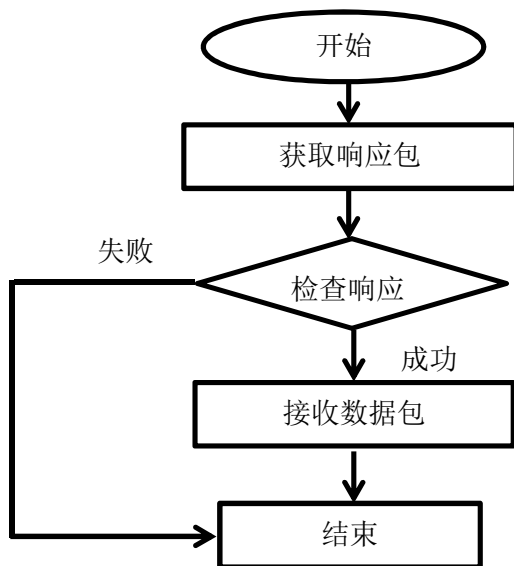 开始
获取响应包
失败
检查响应
成功
接收数据包
结束